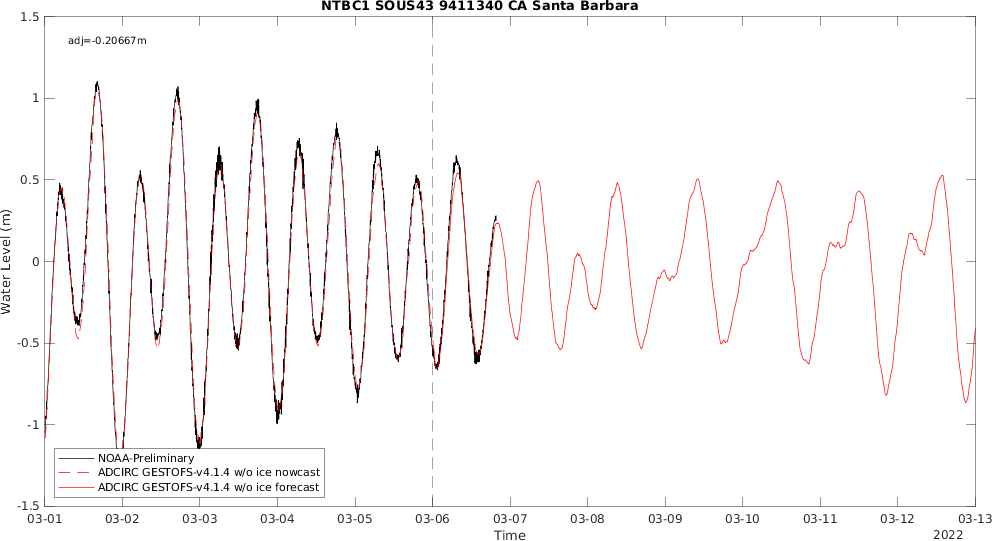 NTBC1 SOUS43 9411340 CA Santa Barbara
adj=-0.20667m
1.5
1
0.5
0
-0.5
-1
-1.5
Water Level (m)
NOAA-Preliminary
ADCIRC GESTOFS-v4.1.4 w/o ice nowcast
ADCIRC GESTOFS-v4.1.4 w/o ice forecast
03-01 03-02 03-03 03-04 03-05 03-06 03-07 03-08 03-09 03-10 03-11 03-12 03-13
Time
2022